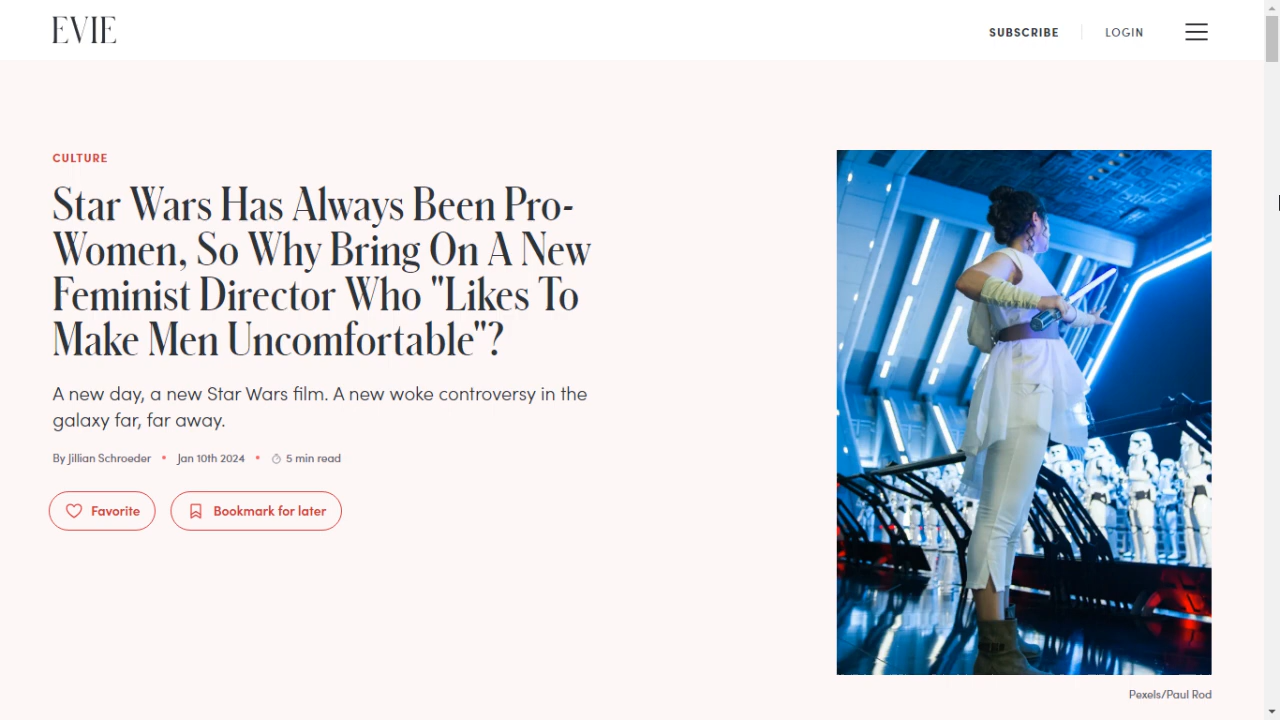 EVIE
SUBSCRIBE
LOGIN
CULTURE
Star Wars Has Always Been Pro-
Women, So Why Bring On A New
Feminist Director Who "Likes To
Make Men Uncomfortable"?
A new day, a new Star Wars film. A new woke controversy in the
galaxy far, far away.
By Jillian Schroeder • Jan 10th 2024 • 5 min read
Favorite
Bookmark for later
Pexels/Paul Rod